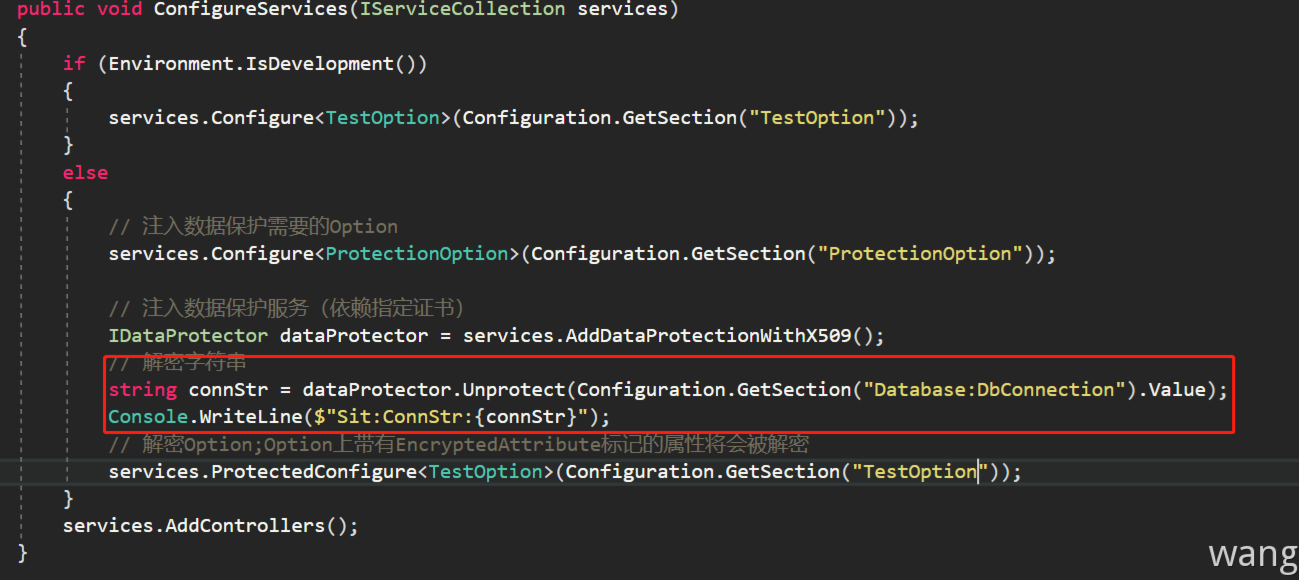 public void ConfigureServices(IServiceCollection services)
{
if (Environment.IsDevelopment())
{
services.Configure<TestOption>(Configuration.GetSection("TestOption"));
}
else
{
// 注入数据保护需要的Option
services.Configure<ProtectionOption>(Configuration.GetSection("ProtectionOption"));
// 注入数据保护服务（依赖指定证书）
IDataProtector dataProtector = services.AddDataProtectionWithX509();
// 解密字符串
string connStr = dataProtector.Unprotect(Configuration.GetSection("Database:DbConnection").Value);
Console.WriteLine($"Sit:ConnStr:{connStr}");
// 解密Option;Option上带有EncryptedAttribute标记的属性将会被解密
services.ProtectedConfigure<TestOption>(Configuration.GetSection("TestOption"));
}
services.AddControllers();
}
wang